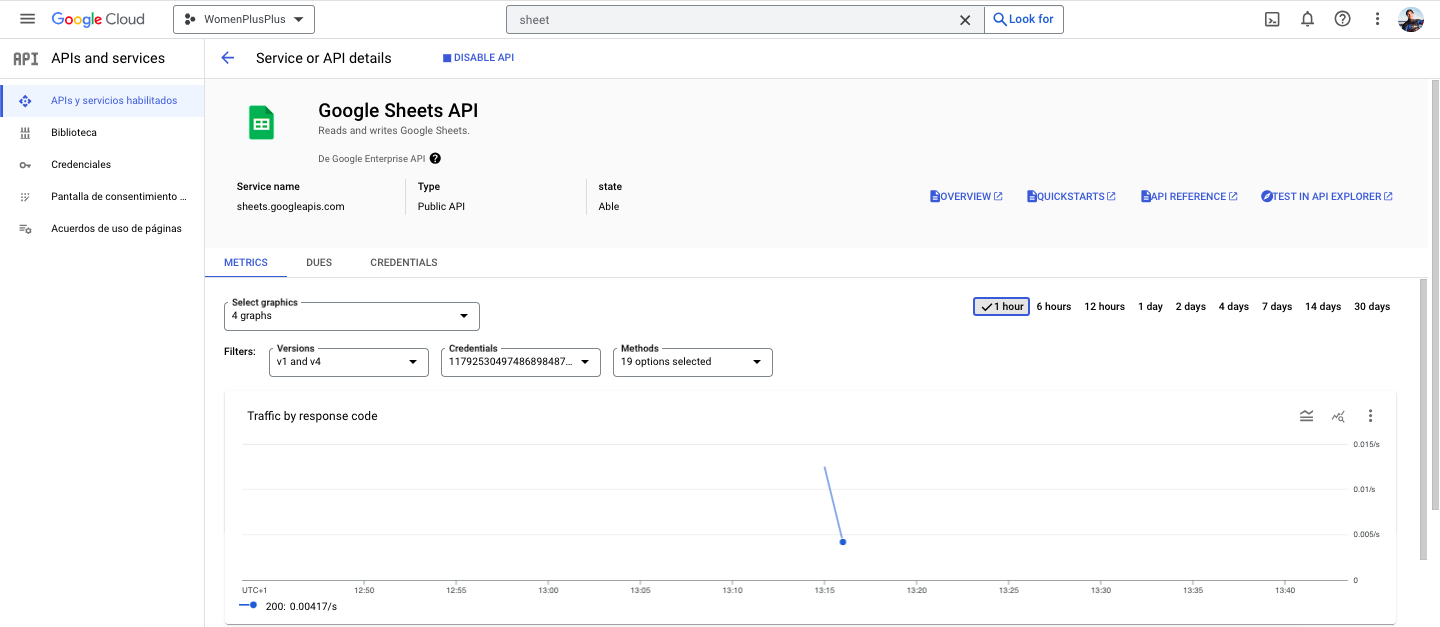 Google Cloud
WomenPlusPlus
sheet
Look for
API
APIs and services
Service or API details
DISABLE API
APIs y servicios habilitados
Biblioteca
Credenciales
Pantalla de consentimiento ...
Acuerdos de uso de páginas
Google Sheets API
Reads and writes Google Sheets.
De Google Enterprise API
Service name
Type
state
sheets.googleapis.com
Public API
Able
OVERVIEW
QUICKSTARTS
API REFERENCE
TEST IN API EXPLORER
METRICS
DUES
CREDENTIALS
Select graphics
4 graphs
1 hour
6 hours
12 hours
1 day
2 days
4 days
7 days
14 days
30 days
Filters:
Versions
v1 and v4
Credentials
11792530497486898487...
Methods
19 options selected
Traffic by response code
0.015/s
0.01/s
0.005/s
0
UTC+1
12:50
12:55
13:00
13:05
13:10
13:15
13:20
13:25
13:30
13:35
13:40
200: 0.00417/s